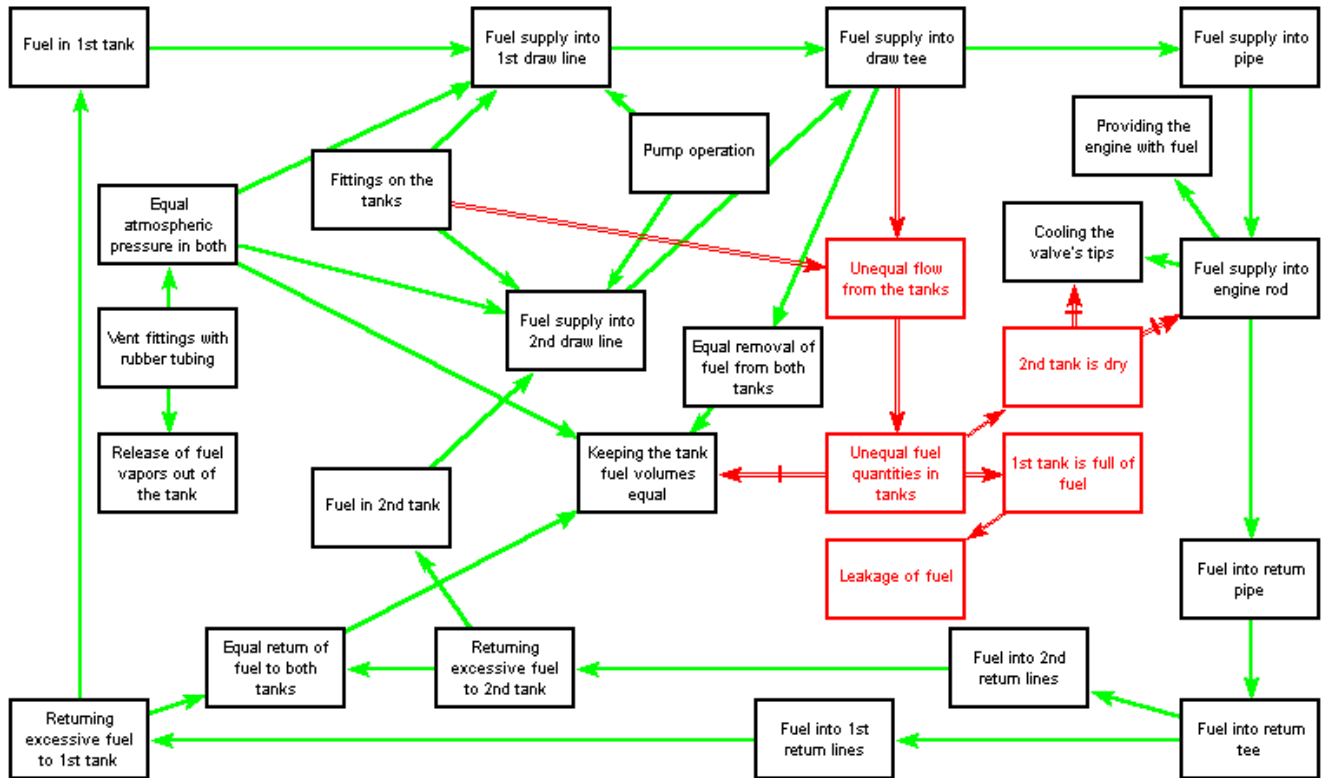 Fuel in 1st tank
Fuel supply into
1st draw line
Fuel supply into
draw tee
Fuel supply into
pipe
Providing the
engine with fuel
Pump operation
Fittings on the
tanks
Equal
atmospheric
pressure in both
Cooling the
valve's tips
Unequal flow
from the tanks
Fuel supply into
engine rod
Vent fittings with
rubber tubing
Fuel supply into
2nd draw line
Equal removal of
fuel from both
tanks
2nd tank is dry
Release of fuel
vapors out of
the tank
Keeping the tank
fuel volumes
equal
Unequal fuel
quantities in
tanks
1st tank is full of
fuel
Fuel in 2nd tank
Leakage of fuel
Fuel into return
pipe
Equal return of
fuel to both
tanks
Returning
excessive fuel
to 2nd tank
Fuel into 2nd
return lines
Returning
excessive fuel
to 1st tank
Fuel into 1st
return lines
Fuel into return
tee